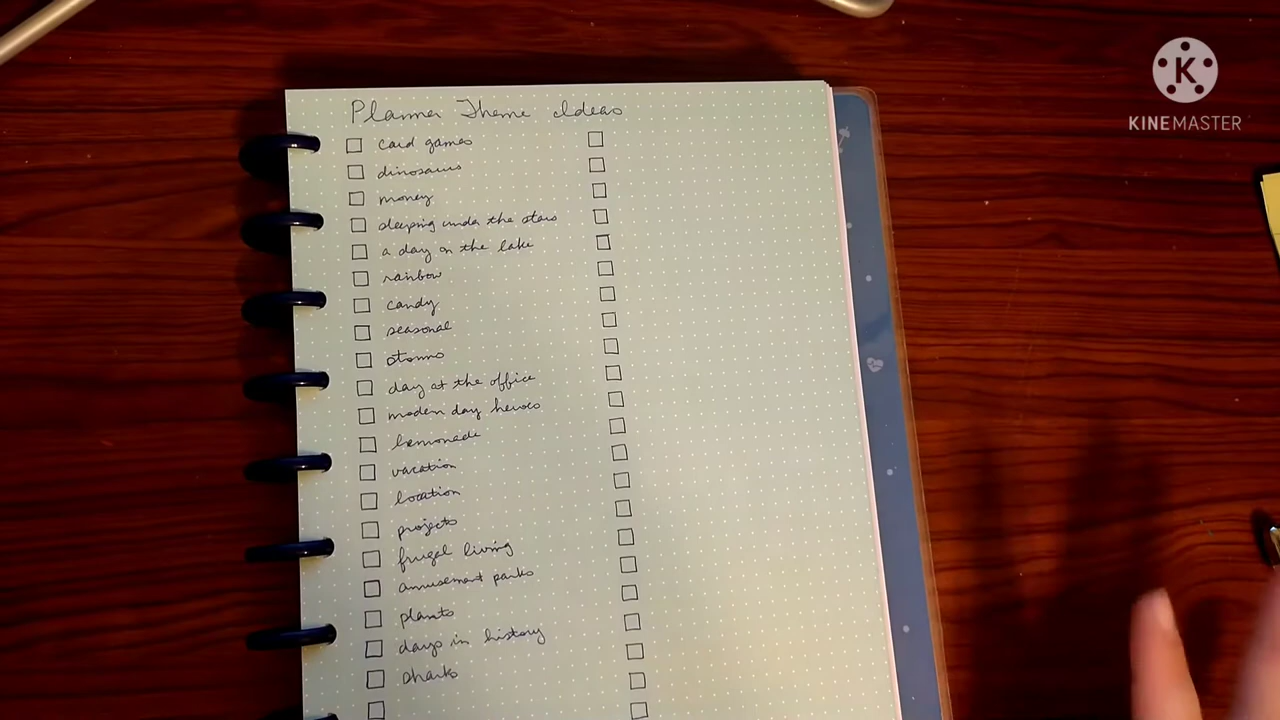 Planner Theme Ideas
card games
dinosaurs
money
sleeping under the stars
a day on the lake
rainbow
candy
seasonal
storms
day at the office
modern day heroes
lemonade
vacation
location
projects
frugal living
amusement parks
plants
days in history
sharks
K
KINEMASTER